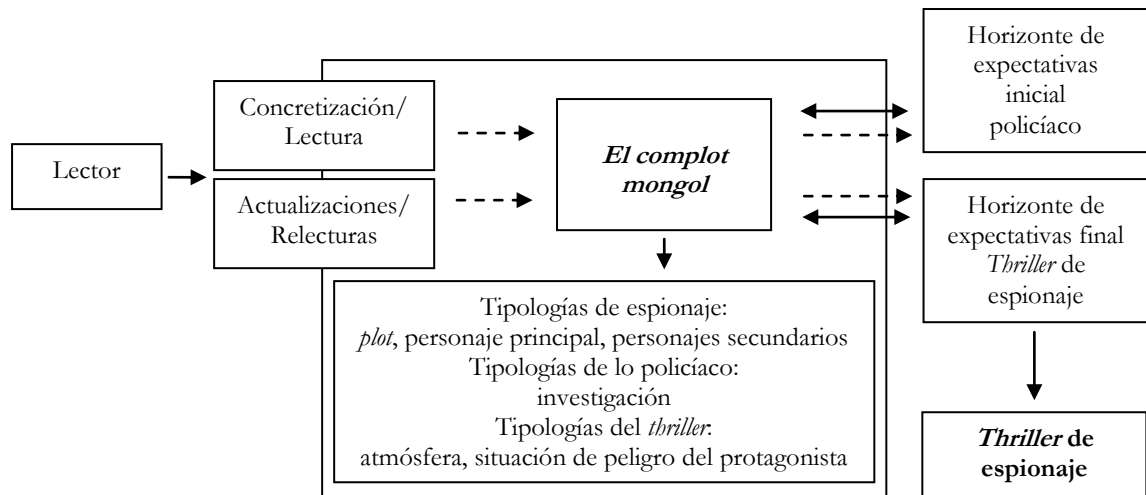 Lector
Concretización/
Lectura
Actualizaciones/
Relecturas
El complot
mongol
Tipologías de espionaje:
plot, personaje principal, personajes secundarios
Tipologías de lo policíaco:
investigación
Tipologías del thriller:
atmósfera, situación de peligro del protagonista
Horizonte de
expectativas
inicial
policíaco
Horizonte de
expectativas final
Thriller de
espionaje
Thriller de
espionaje